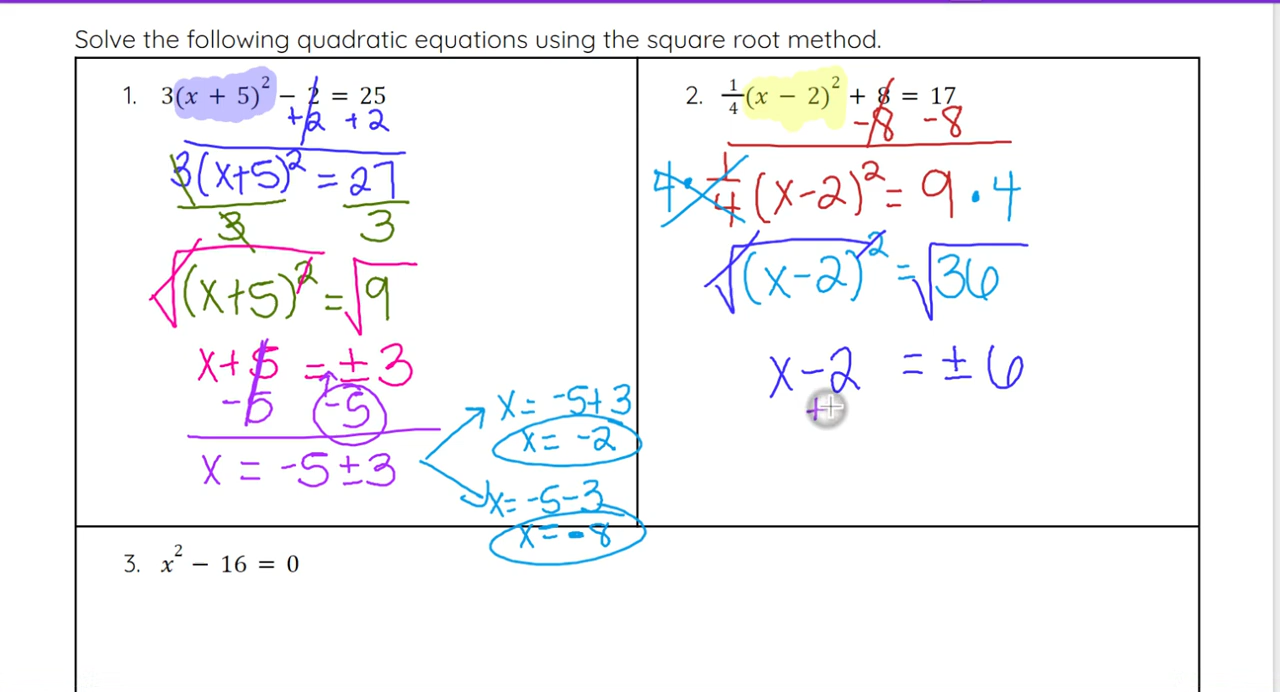 Solve the following quadratic equations using the square root method.
1. 3(x + 5)² − 2 = 25
+2 +2
3(x+5)² = 27
3 3
√(x+5)² = √9
x+5 = ±3
-5 -5
x = -5±3
x = -5+3
x = -2
x = -5-3
x = -8
2. ¼(x − 2)² + 8 = 17
-8 -8
4· ¼ (x-2)² = 9 · 4
√(x-2)² = √36
x-2 = ±6
+
3. x² − 16 = 0